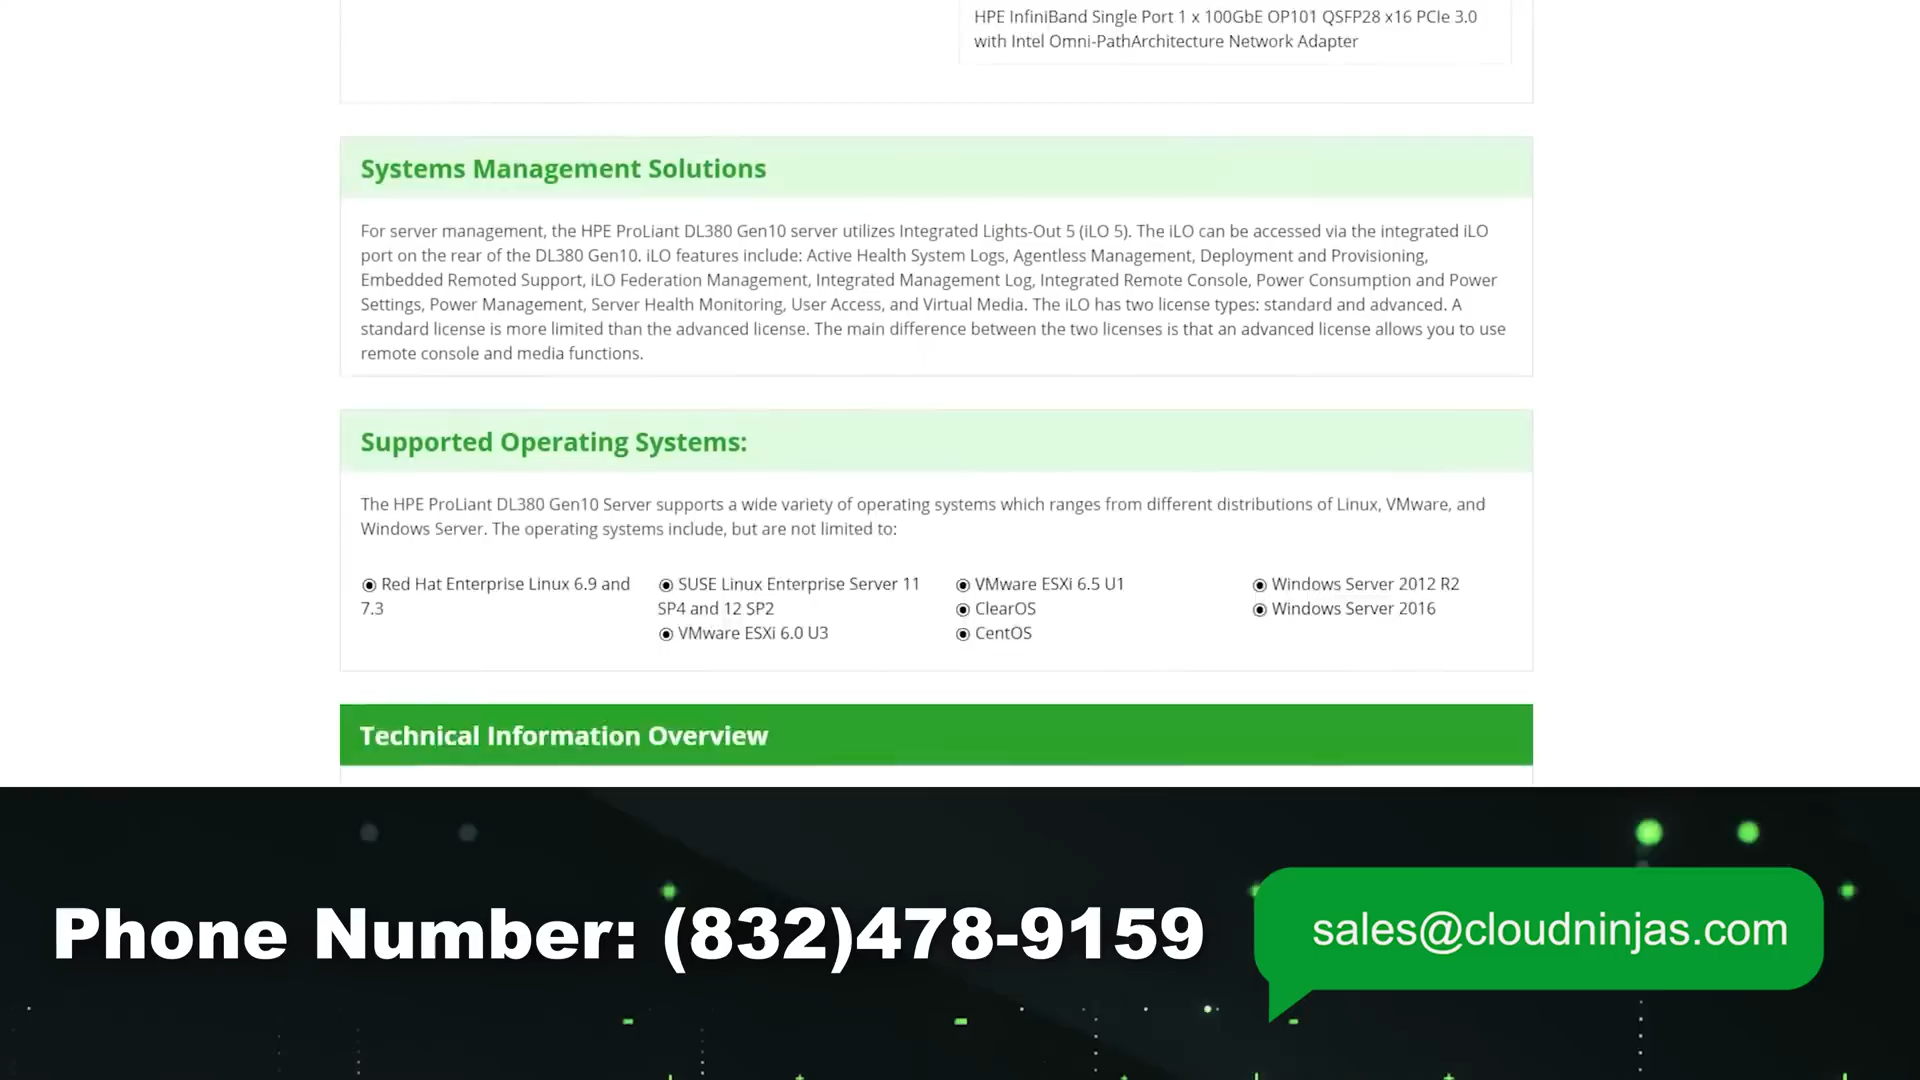 HPE InfiniBand Single Port 1 x 100GbE OP101 QSFP28 x16 PCIe 3.0
with Intel Omni-PathArchitecture Network Adapter
Systems Management Solutions
For server management, the HPE ProLiant DL380 Gen10 server utilizes Integrated Lights-Out 5 (iLO 5). The iLO can be accessed via the integrated iLO
port on the rear of the DL380 Gen10. iLO features include: Active Health System Logs, Agentless Management, Deployment and Provisioning,
Embedded Remoted Support, iLO Federation Management, Integrated Management Log, Integrated Remote Console, Power Consumption and Power
Settings, Power Management, Server Health Monitoring, User Access, and Virtual Media. The iLO has two license types: standard and advanced. A
standard license is more limited than the advanced license. The main difference between the two licenses is that an advanced license allows you to use
remote console and media functions.
Supported Operating Systems:
The HPE ProLiant DL380 Gen10 Server supports a wide variety of operating systems which ranges from different distributions of Linux, VMware, and
Windows Server. The operating systems include, but are not limited to:
Red Hat Enterprise Linux 6.9 and
7.3
SUSE Linux Enterprise Server 11
SP4 and 12 SP2
VMware ESXi 6.0 U3
VMware ESXi 6.5 U1
ClearOS
CentOS
Windows Server 2012 R2
Windows Server 2016
Technical Information Overview
Phone Number: (832)478-9159
sales@cloudninjas.com